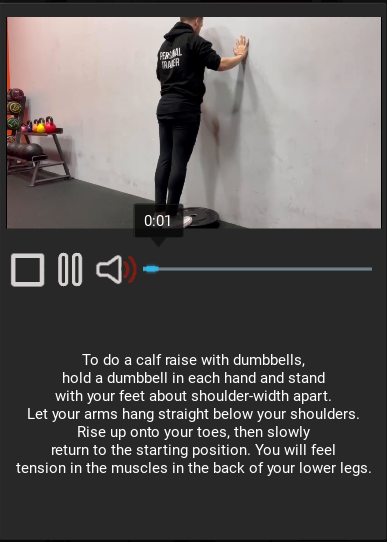 PERSONAL
TRAINER
0:01
To do a calf raise with dumbbells,
hold a dumbbell in each hand and stand
with your feet about shoulder-width apart.
Let your arms hang straight below your shoulders.
Rise up onto your toes, then slowly
return to the starting position. You will feel
tension in the muscles in the back of your lower legs.